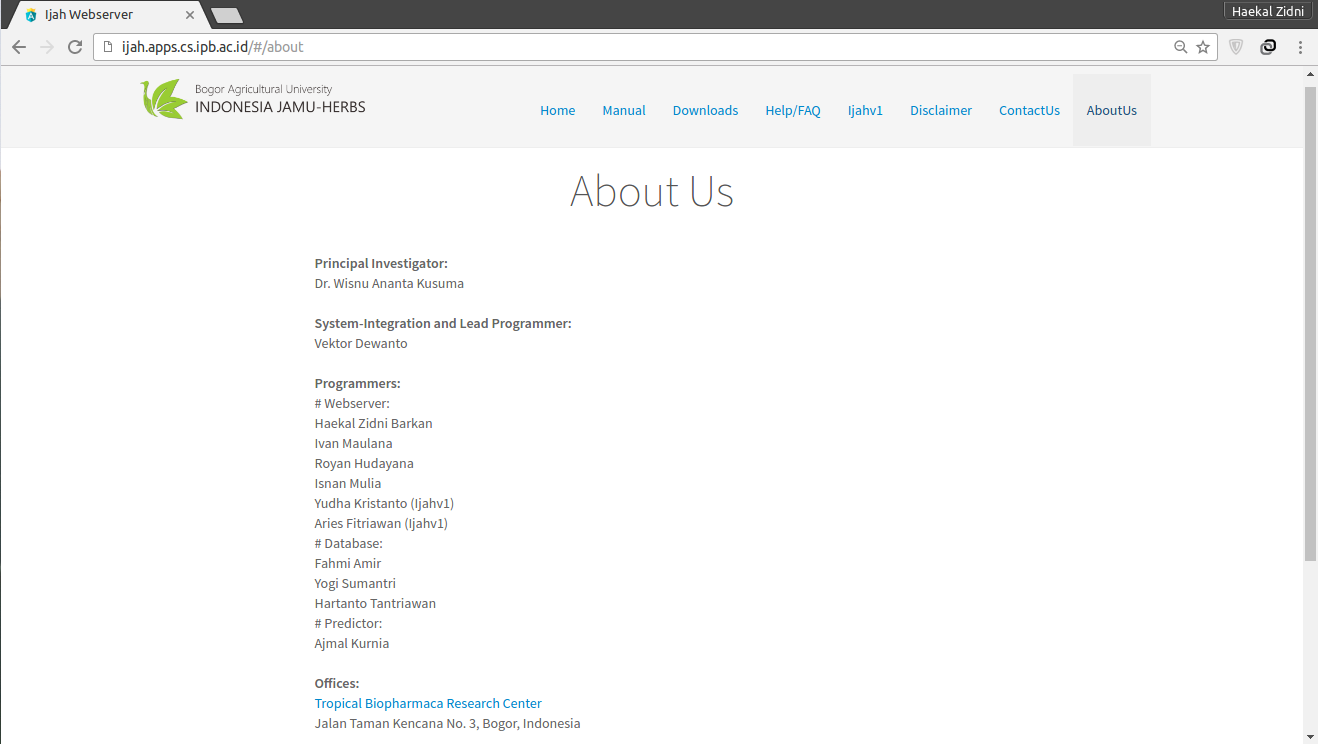 Ijah Webserver
Haekal Zidni
ijah.apps.cs.ipb.ac.id/#/about
Bogor Agricultural University
INDONESIA JAMU-HERBS
Home Manual Downloads Help/FAQ Ijahv1 Disclaimer ContactUs AboutUs
About Us
Principal Investigator:
Dr. Wisnu Ananta Kusuma
System-Integration and Lead Programmer:
Vektor Dewanto
Programmers:
# Webserver:
Haekal Zidni Barkan
Ivan Maulana
Royan Hudayana
Isnan Mulia
Yudha Kristanto (Ijahv1)
Aries Fitriawan (Ijahv1)
# Database:
Fahmi Amir
Yogi Sumantri
Hartanto Tantriawan
# Predictor:
Ajmal Kurnia
Offices:
Tropical Biopharmaca Research Center
Jalan Taman Kencana No. 3, Bogor, Indonesia